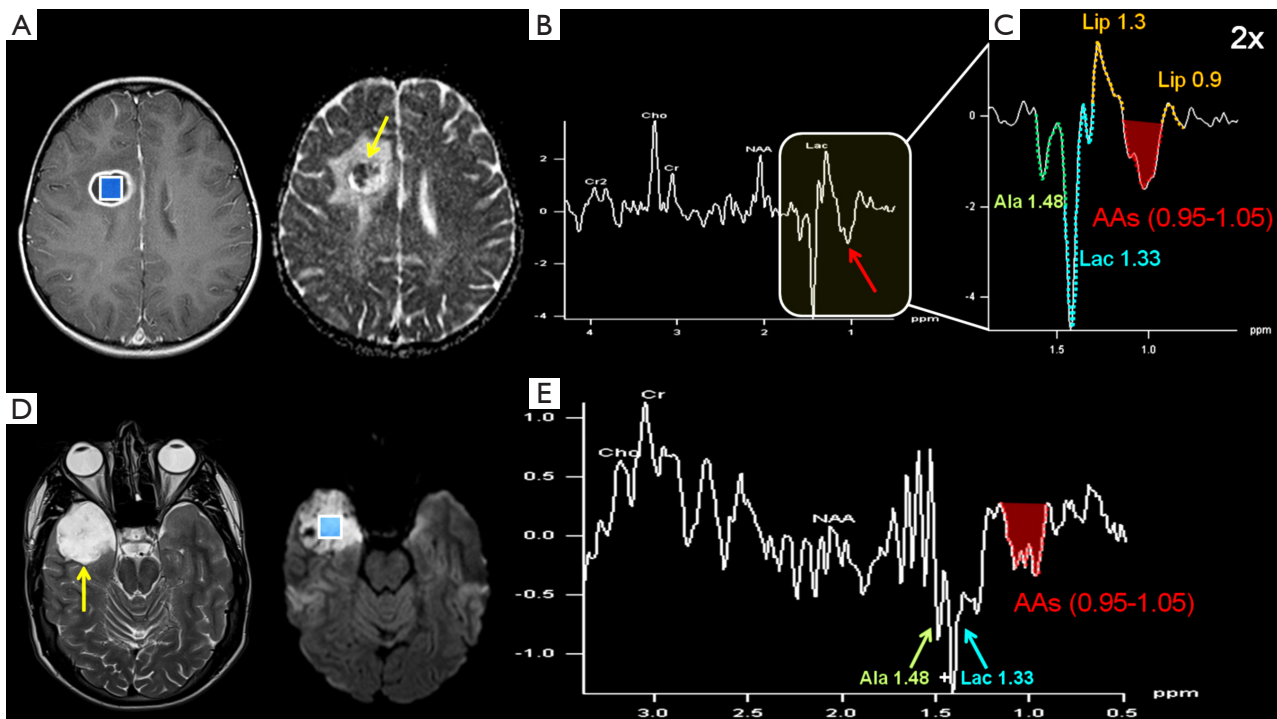 A
B
Cho
Cr2
Cr
NAA
Lac
2
0
-2
-4
4
3
2
1
ppm
C
2x
Lip 1.3
Lip 0.9
0
-2
-4
Ala 1.48
AAs (0.95-1.05)
Lac 1.33
1.5
1.0
ppm
D
E
1.0
0.5
0.0
-0.5
-1.0
Cho
Cr
NAA
AAs (0.95-1.05)
Ala 1.48 + Lac 1.33
ppm
3.0
2.5
2.0
1.5
1.0
0.5